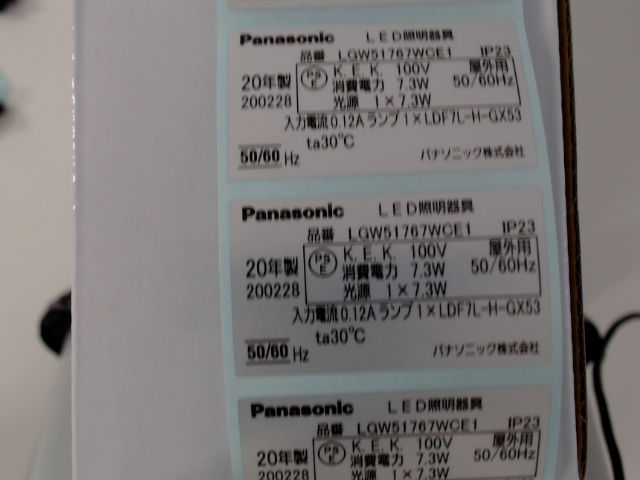 Panasonic LED照明器具
品番 LGW51767WCE1 IP23
20年製 PSE K. E. K. 100V 屋外用
消費電力 7.3W 50/60Hz
200228 光源 1×7.3W
入力電流0.12A ランプ1×LDF7L-H-GX53
ta30℃
50/60 Hz パナソニック株式会社
Panasonic LED照明器具
品番 LGW51767WCE1 IP23
20年製 PSE K. E. K. 100V 屋外用
消費電力 7.3W 50/60Hz
200228 光源 1×7.3W
入力電流0.12A ランプ1×LDF7L-H-GX53
ta30℃
50/60 Hz パナソニック株式会社
Panasonic LED照明器具
品番 LGW51767WCE1 IP23
20年製 PSE K. E. K. 100V 屋外用
消費電力 7.3W 50/60Hz
200228 光源 1×7.3W